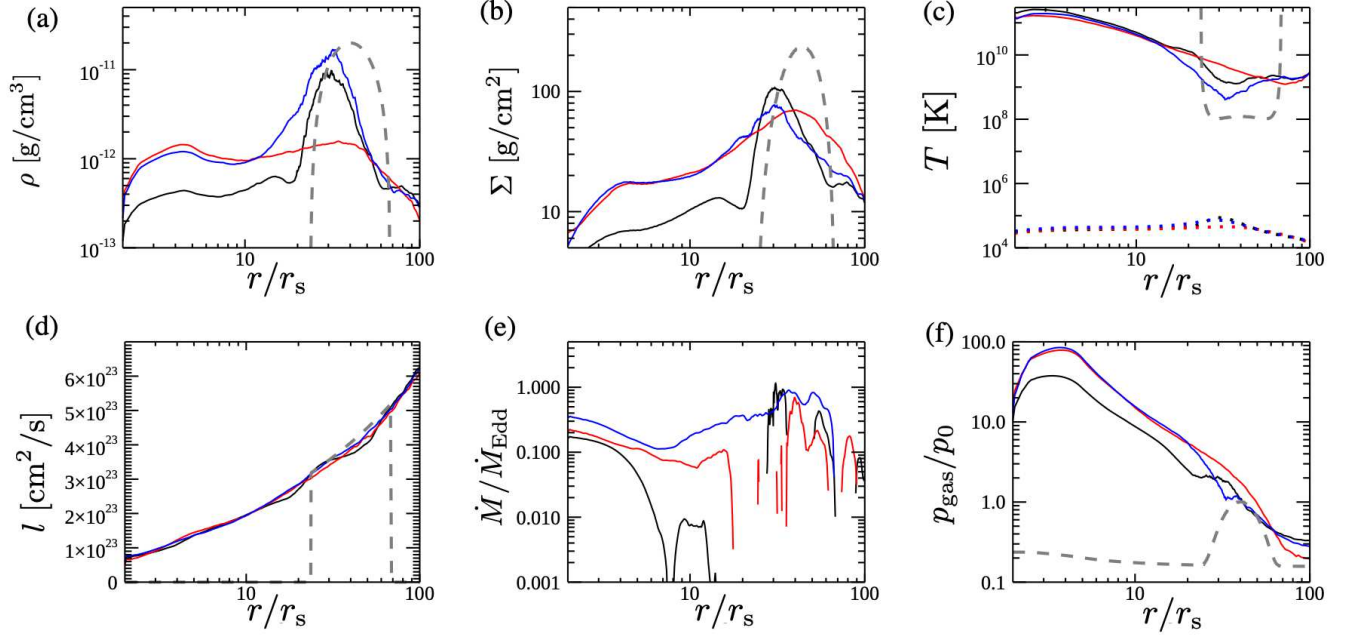 (a)
ρ [g/cm³]
10⁻¹¹
10⁻¹²
10⁻¹³
10
100
r/rₛ
(b)
Σ [g/cm²]
100
10
10
100
r/rₛ
(c)
T [K]
10¹⁰
10⁸
10⁶
10⁴
10
100
r/rₛ
(d)
l [cm²/s]
6×10²³
5×10²³
4×10²³
3×10²³
2×10²³
1×10²³
0
10
100
r/rₛ
(e)
Ṁ/Ṁ_Edd
1.000
0.100
0.010
0.001
10
100
r/rₛ
(f)
p_gas/p₀
100.0
10.0
1.0
0.1
10
100
r/rₛ